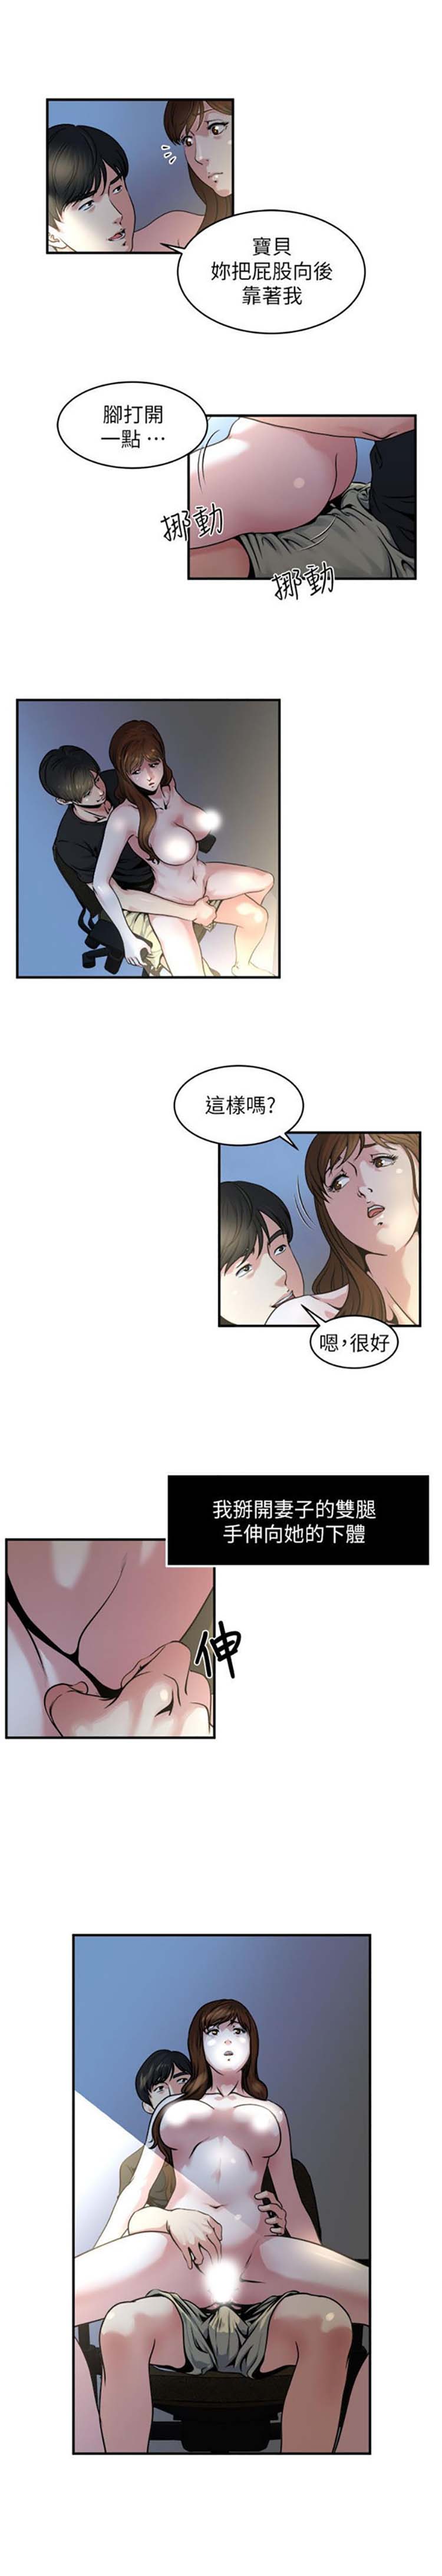 寶貝
妳把屁股向後
靠著我
腳打開
一點…
挪動
挪動
這樣嗎?
嗯，很好
我掰開妻子的雙腿
手伸向她的下體
伸